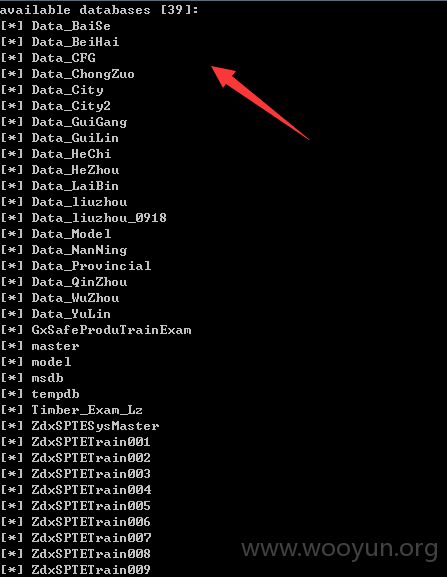 available databases [39]:
[*] Data_BaiSe
[*] Data_BeiHai
[*] Data_CFG
[*] Data_ChongZuo
[*] Data_City
[*] Data_City2
[*] Data_GuiGang
[*] Data_GuiLin
[*] Data_HeChi
[*] Data_HeZhou
[*] Data_LaiBin
[*] Data_liuzhou
[*] Data_liuzhou_0918
[*] Data_Model
[*] Data_NanNing
[*] Data_Provincial
[*] Data_QinZhou
[*] Data_WuZhou
[*] Data_YuLin
[*] GxSafeProduTrainExam
[*] master
[*] model
[*] msdb
[*] tempdb
[*] Timber_Exam_Lz
[*] ZdxSPTESysMaster
[*] ZdxSPTETrain001
[*] ZdxSPTETrain002
[*] ZdxSPTETrain003
[*] ZdxSPTETrain004
[*] ZdxSPTETrain005
[*] ZdxSPTETrain006
[*] ZdxSPTETrain007
[*] ZdxSPTETrain008
[*] ZdxSPTETrain009
www.wooyun.org